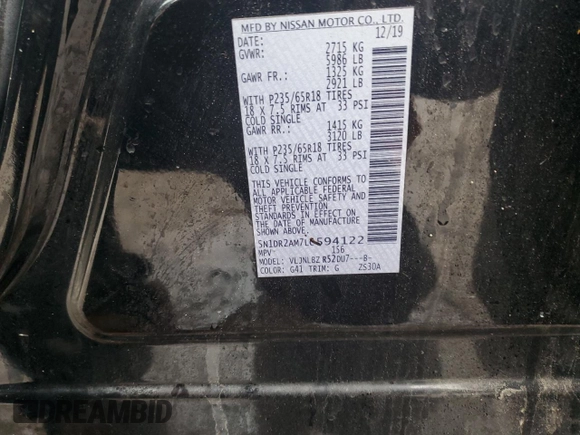 MFD BY NISSAN MOTOR CO., LTD.
DATE: 12/19
GVWR: 2715 KG
5986 LB
GAWR FR.: 1325 KG
2921 LB
WITH P235/65R18 TIRES
18 X 7.5 RIMS AT 33 PSI
COLD SINGLE
GAWR RR.: 1415 KG
3120 LB
WITH P235/65R18 TIRES
18 X 7.5 RIMS AT 33 PSI
COLD SINGLE
THIS VEHICLE CONFORMS TO
ALL APPLICABLE FEDERAL
MOTOR VEHICLE SAFETY AND
AND THEFT PREVENTION
STANDARDS IN EFFECT ON
THE DATE OF MANUFACTURE
SHOWN ABOVE.
5N1DR2AM7LC594122
MPV 156
MODEL: VLJNLBZ R52DU7---B-
COLOR: G41 TRIM: G ZS3DA
DREAMBID